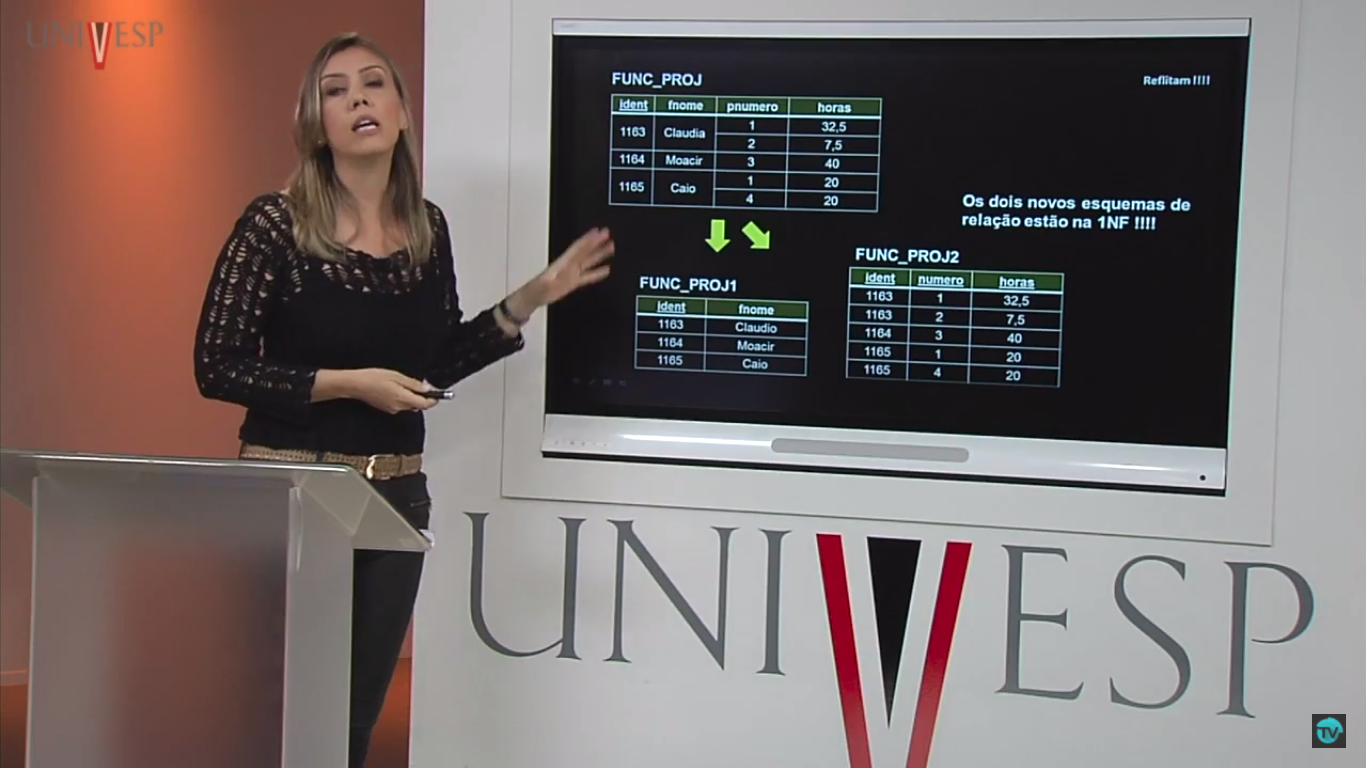 UNIVESP
FUNC_PROJ
Reflitam !!!!
ident fnome pnumero horas
1163 Claudia 1 32,5
2 7,5
1164 Moacir 3 40
1165 Caio 1 20
4 20
Os dois novos esquemas de
relação estão na 1NF !!!!
FUNC_PROJ1
ident fnome
1163 Claudio
1164 Moacir
1165 Caio
FUNC_PROJ2
ident numero horas
1163 1 32,5
1163 2 7,5
1164 3 40
1165 1 20
1165 4 20
UNIVESP
TV